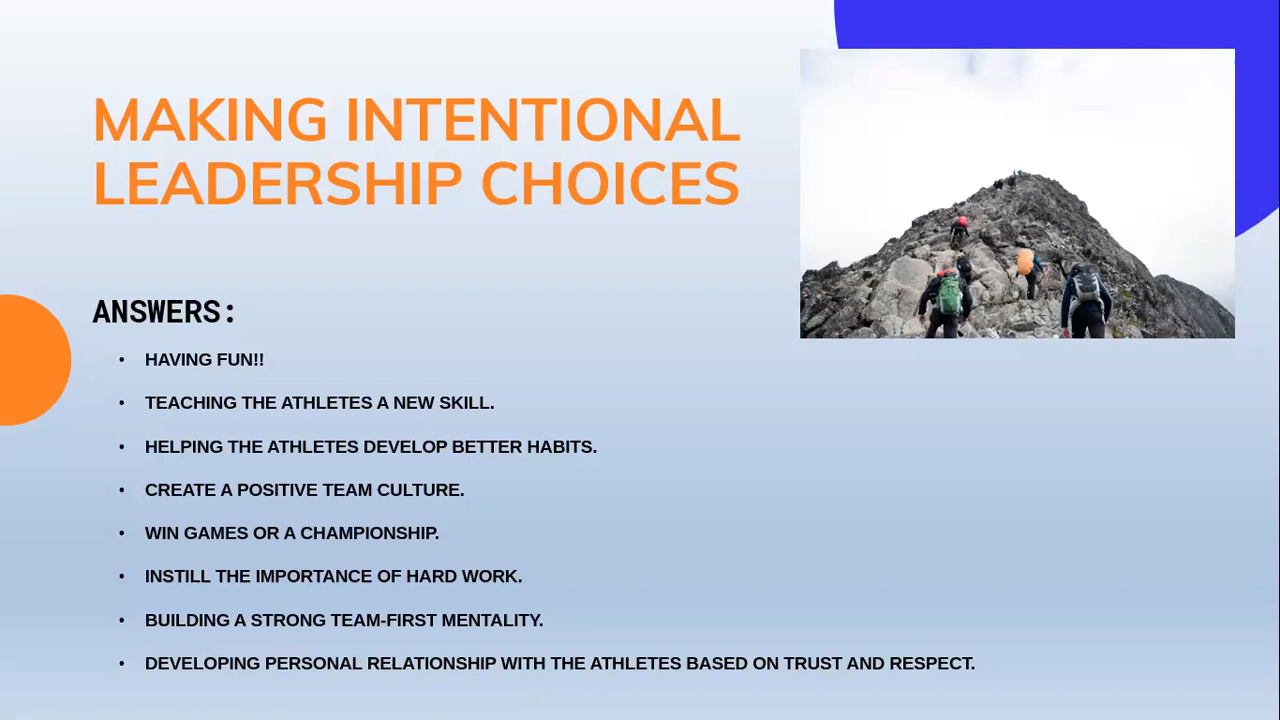 MAKING INTENTIONAL
LEADERSHIP CHOICES
ANSWERS:
• HAVING FUN!!
• TEACHING THE ATHLETES A NEW SKILL.
• HELPING THE ATHLETES DEVELOP BETTER HABITS.
• CREATE A POSITIVE TEAM CULTURE.
• WIN GAMES OR A CHAMPIONSHIP.
• INSTILL THE IMPORTANCE OF HARD WORK.
• BUILDING A STRONG TEAM-FIRST MENTALITY.
• DEVELOPING PERSONAL RELATIONSHIP WITH THE ATHLETES BASED ON TRUST AND RESPECT.